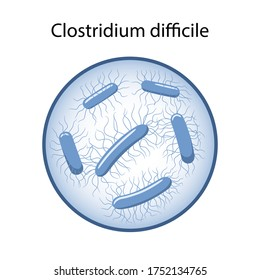 Clostridium difficile
shutterstock.com · 1752134765